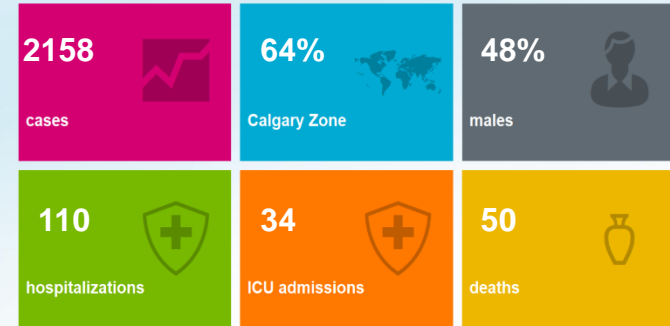 2158
cases
64%
Calgary Zone
48%
males
110
hospitalizations
34
ICU admissions
50
deaths